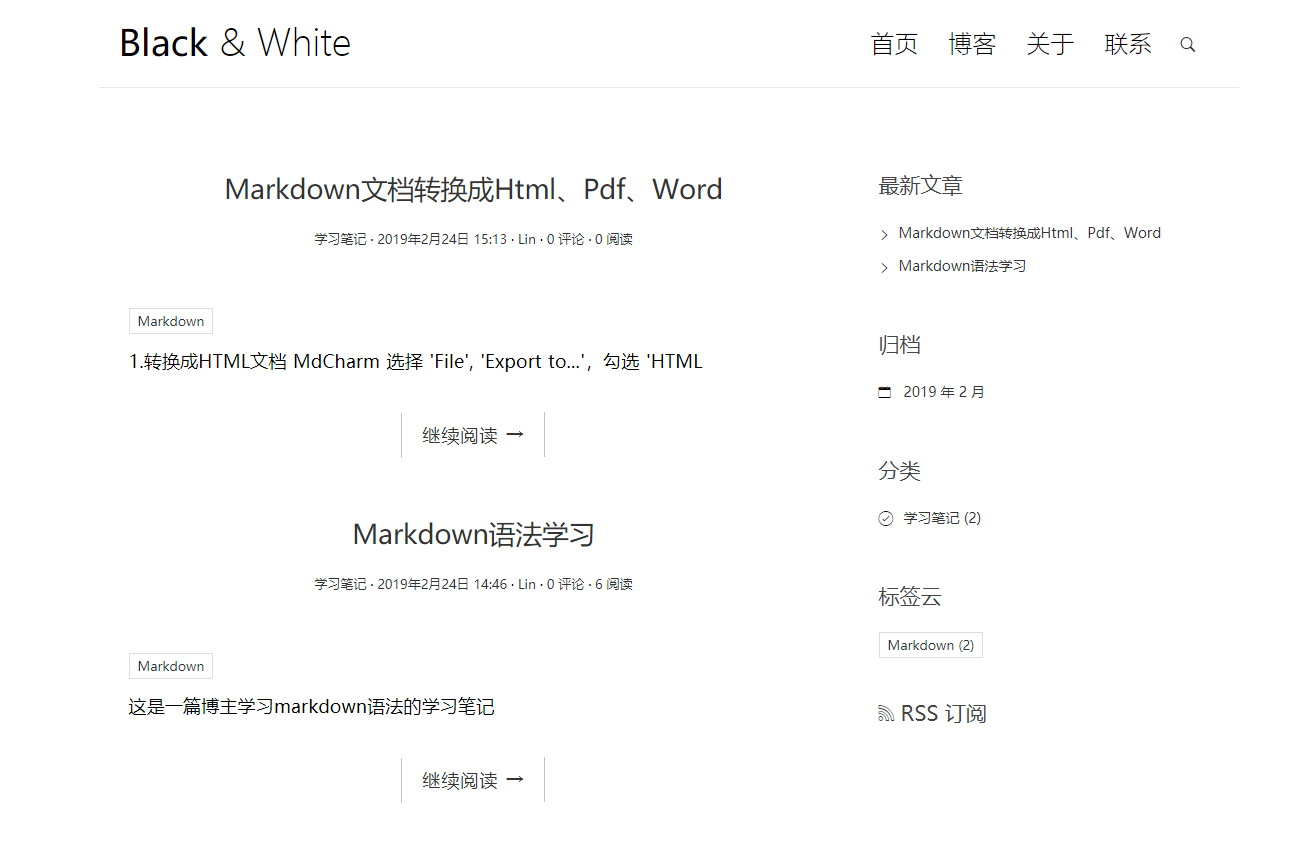 Black & White
首页 博客 关于 联系
Markdown文档转换成Html、Pdf、Word
学习笔记 · 2019年2月24日 15:13 · Lin · 0 评论 · 0 阅读
Markdown
1.转换成HTML文档 MdCharm 选择 'File', 'Export to...'，勾选 'HTML
继续阅读 →
Markdown语法学习
学习笔记 · 2019年2月24日 14:46 · Lin · 0 评论 · 6 阅读
Markdown
这是一篇博主学习markdown语法的学习笔记
继续阅读 →
最新文章
Markdown文档转换成Html、Pdf、Word
Markdown语法学习
归档
2019 年 2 月
分类
学习笔记 (2)
标签云
Markdown (2)
RSS 订阅